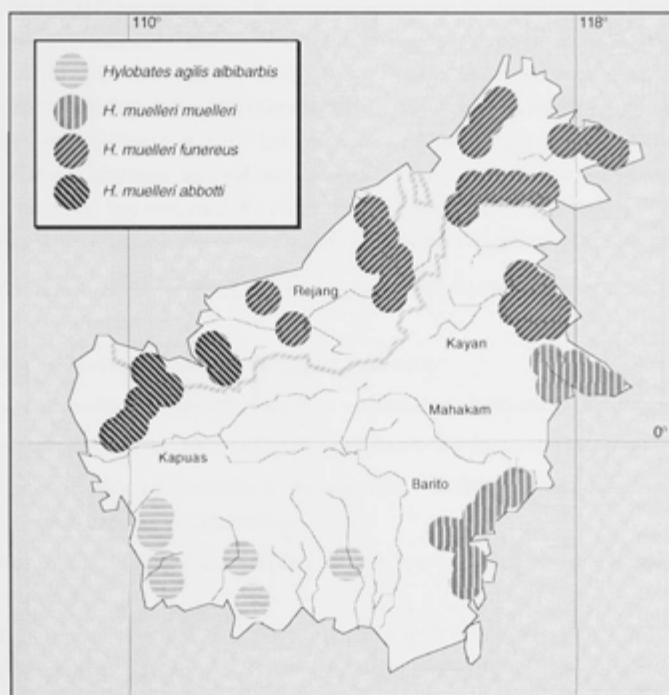 110°
118°
Hylobates agilis albibarbis
H. muelleri muelleri
H. muelleri funereus
H. muelleri abbotti
Rejang
Kayan
Mahakam
0°
Kapuas
Barito